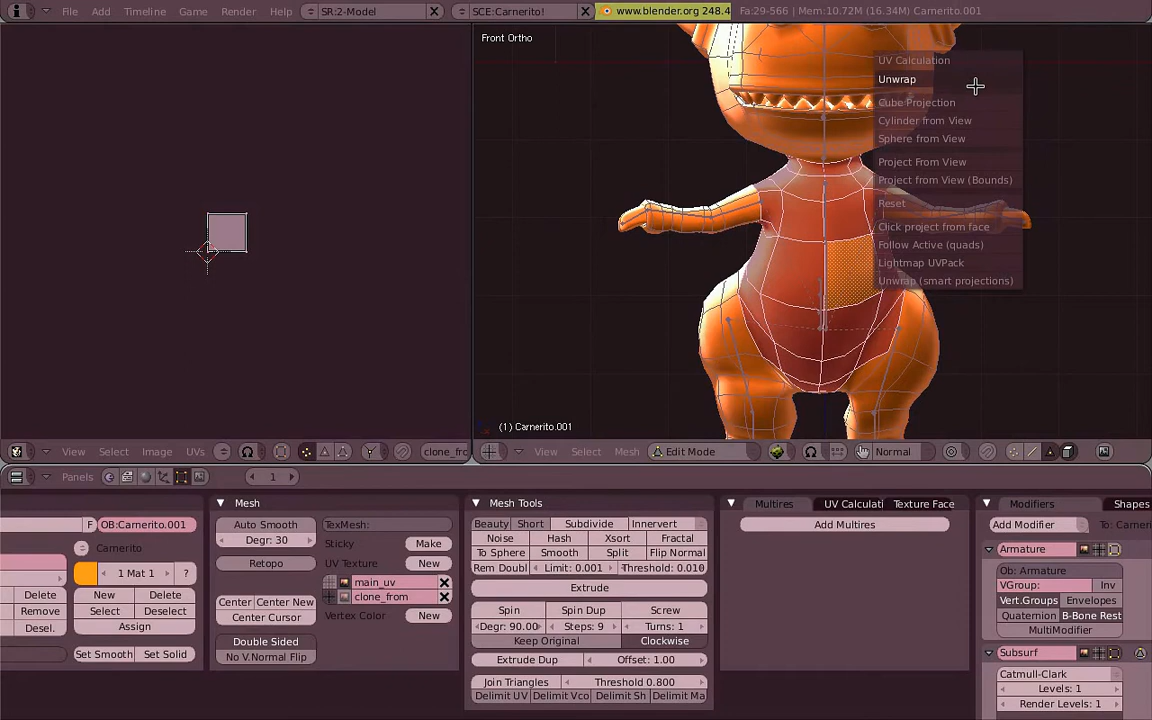 File Add Timeline Game Render Help SR:2-Model SCE:Carnerito! www.blender.org 248.4 Fa:29-566 | Mem:10.72M (16.34M) Carnerito.001
Front Ortho
UV Calculation
Unwrap
Cube Projection
Cylinder from View
Sphere from View
Project From View
Project from View (Bounds)
Reset
Click project from face
Follow Active (quads)
Lightmap UVPack
Unwrap (smart projections)
(1) Carnerito.001
View Select Image UVs clone_frc
View Select Mesh Edit Mode Normal
Panels 1
Mesh
Mesh Tools
Multires UV Calculati Texture Face
Modifiers Shapes
F OB:Carnerito.001
Camerito
1 Mat 1 ?
Delete New Delete
Remove Select Deselect
Desel. Assign
Set Smooth Set Solid
Auto Smooth TexMesh:
Degr: 30 Sticky Make
Retopo UV Texture New
main_uv
clone_from
Center Center New
Center Cursor Vertex Color New
Double Sided
No V.Normal Flip
Beauty Short Subdivide Innervert
Noise Hash Xsort Fractal
To Sphere Smooth Split Flip Normal
Rem Doubl Limit: 0.001 Threshold: 0.010
Extrude
Spin Spin Dup Screw
Degr: 90.00 Steps: 9 Turns: 1
Keep Original Clockwise
Extrude Dup Offset: 1.00
Join Triangles Threshold 0.800
Delimit UV Delimit Vco Delimit Sh Delimit Ma
Add Multires
Add Modifier To: Carneri
Armature
Ob: Armature
VGroup: Inv
Vert.Groups Envelopes
Quaternion B-Bone Rest
MultiModifier
Subsurf
Catmull-Clark
Levels: 1
Render Levels: 1